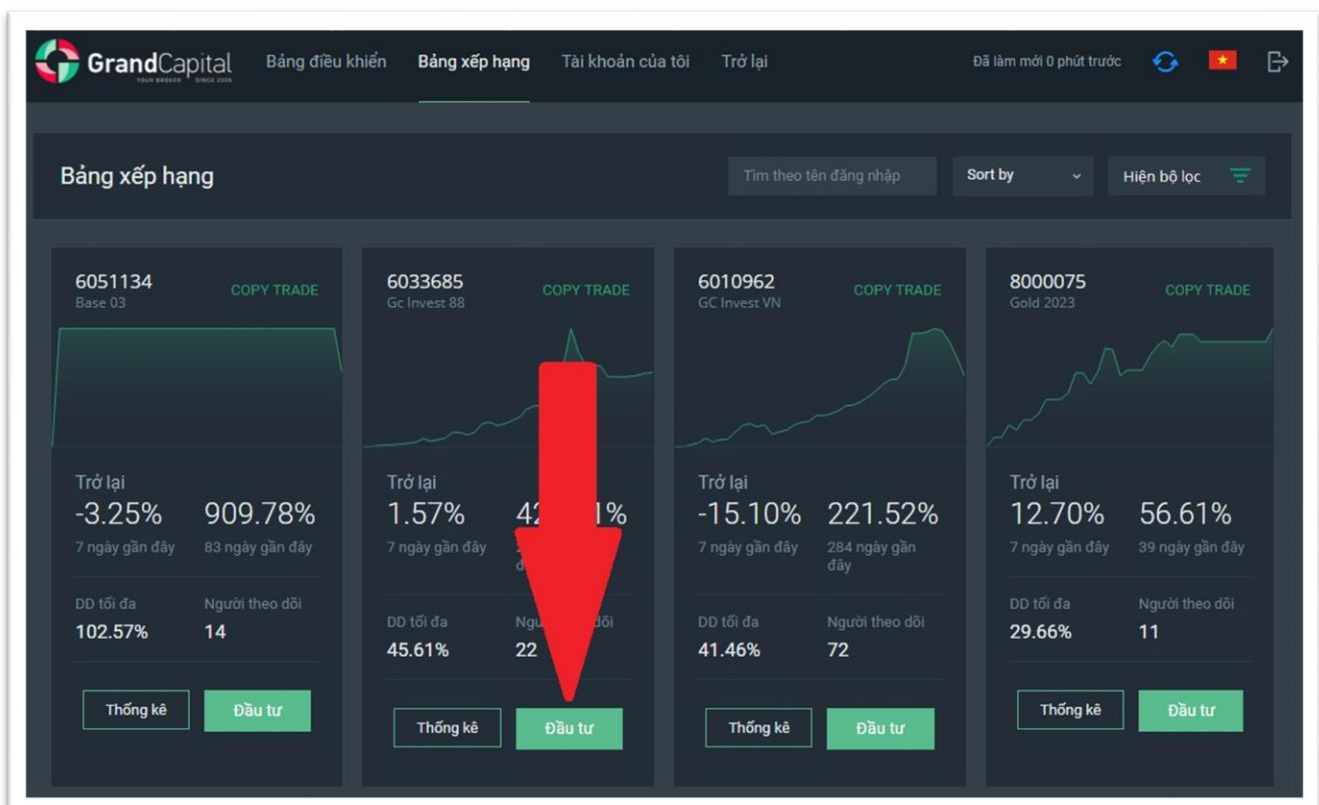 GrandCapital
YOUR BROKER SINCE 2006
Bảng điều khiển
Bảng xếp hạng
Tài khoản của tôi
Trở lại
Đã làm mới 0 phút trước
Bảng xếp hạng
Tìm theo tên đăng nhập
Sort by
Hiện bộ lọc
6051134
COPY TRADE
Base 03
Trở lại
-3.25% 909.78%
7 ngày gần đây 83 ngày gần đây
DD tối đa Người theo dõi
102.57% 14
Thống kê Đầu tư
6033685
COPY TRADE
Gc Invest 88
Trở lại
1.57%
7 ngày gần đây
DD tối đa
45.61% 22
Thống kê Đầu tư
6010962
COPY TRADE
GC Invest VN
Trở lại
-15.10% 221.52%
7 ngày gần đây 284 ngày gần
đây
DD tối đa Người theo dõi
41.46% 72
Thống kê Đầu tư
8000075
COPY TRADE
Gold 2023
Trở lại
12.70% 56.61%
7 ngày gần đây 39 ngày gần đây
DD tối đa Người theo dõi
29.66% 11
Thống kê Đầu tư